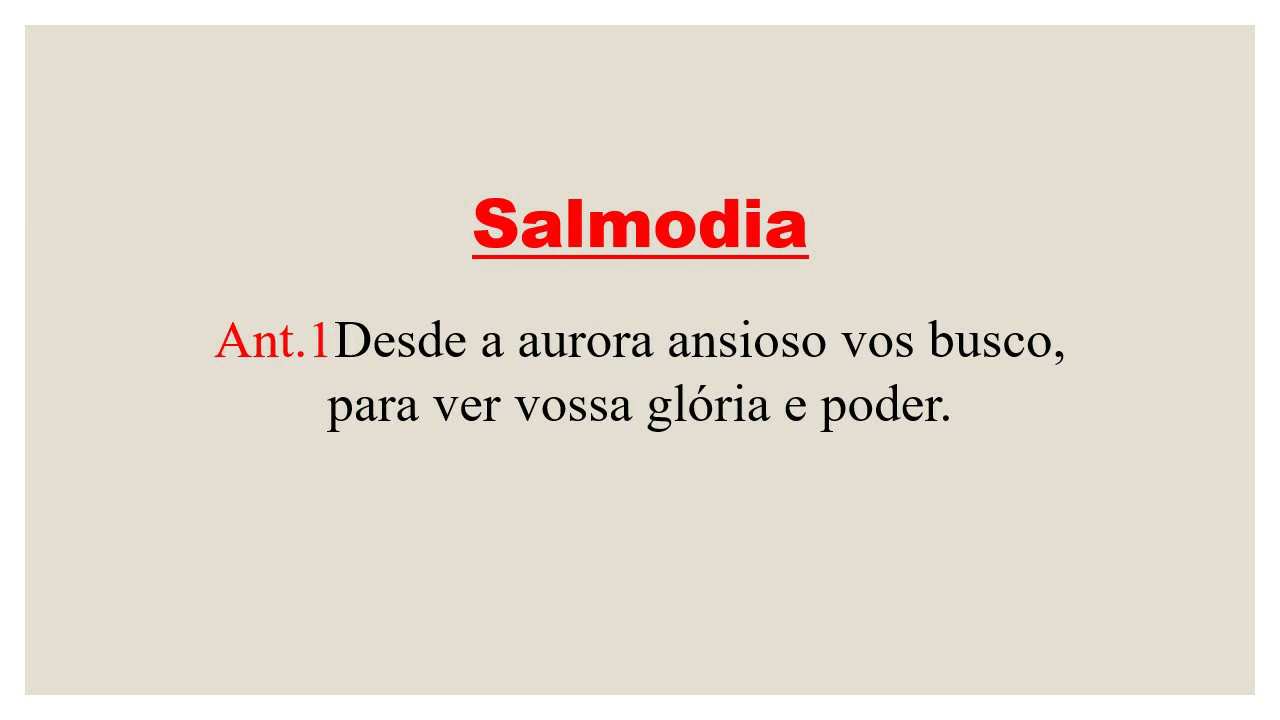 Salmodia
Ant.1Desde a aurora ansioso vos busco,
para ver vossa glória e poder.